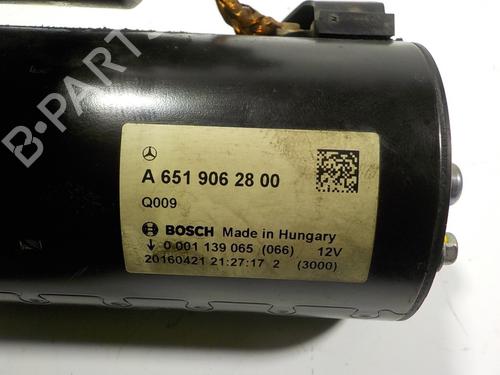 B-PARTS
A 651 906 28 00
Q009
BOSCH Made in Hungary
0 001 139 065 (066) 12V
20160421 21:27:17 2 (3000)